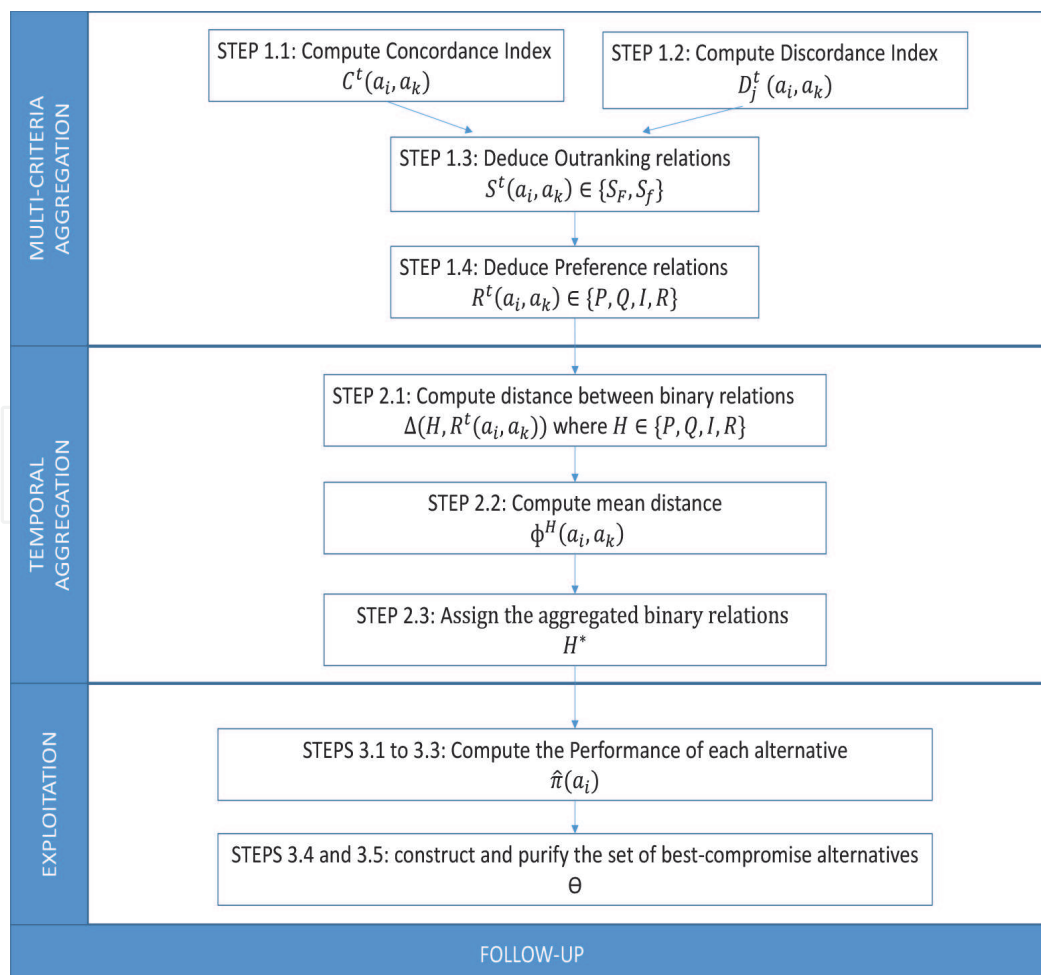 MULTI-CRITERIA
AGGREGATION
STEP 1.1: Compute Concordance Index
C^t(a_i, a_k)
STEP 1.2: Compute Discordance Index
D_j^t (a_i, a_k)
STEP 1.3: Deduce Outranking relations
S^t(a_i, a_k) ∈ {S_F, S_f}
STEP 1.4: Deduce Preference relations
R^t(a_i, a_k) ∈ {P, Q, I, R}
TEMPORAL
AGGREGATION
STEP 2.1: Compute distance between binary relations
Δ(H, R^t(a_i, a_k)) where H ∈ {P, Q, I, R}
STEP 2.2: Compute mean distance
ϕ^H(a_i, a_k)
STEP 2.3: Assign the aggregated binary relations
H*
EXPLOITATION
STEPS 3.1 to 3.3: Compute the Performance of each alternative
π̂(a_i)
STEPS 3.4 and 3.5: construct and purify the set of best-compromise alternatives
Θ
FOLLOW-UP